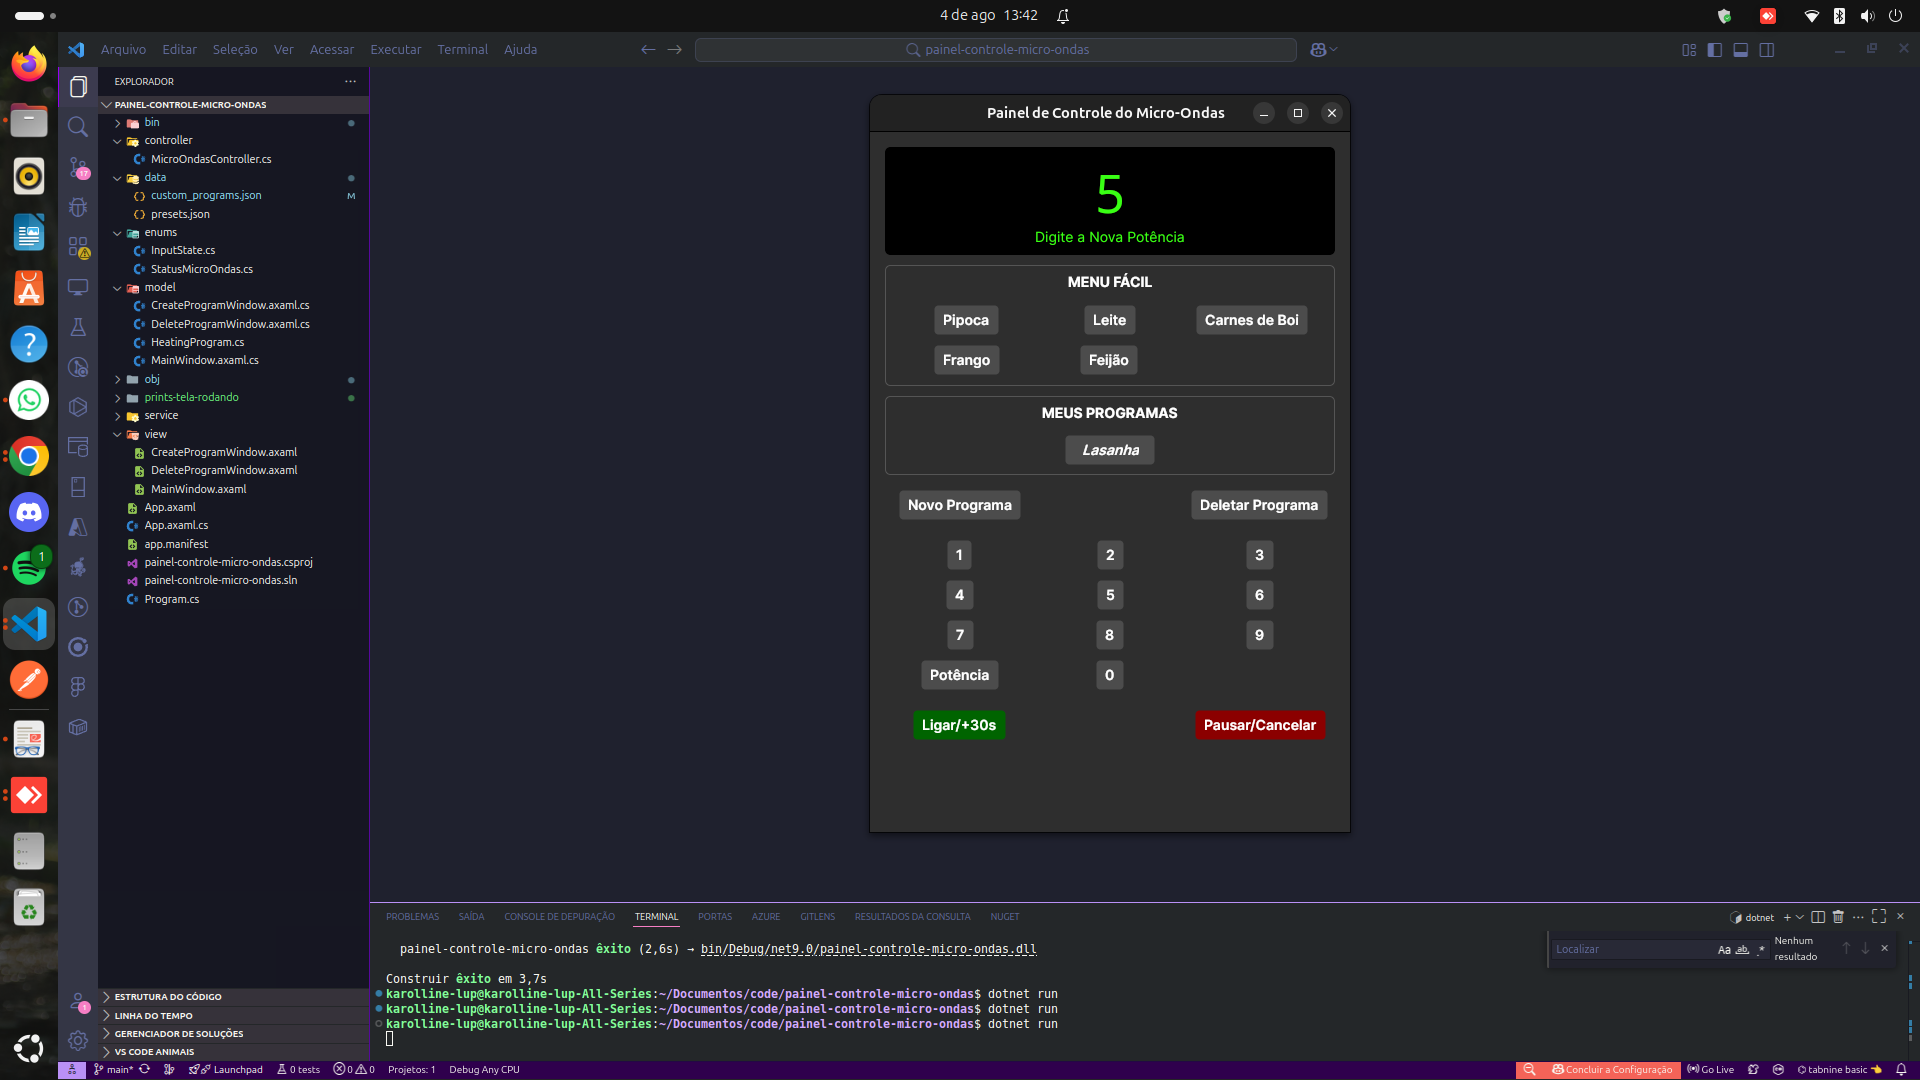 4 de ago 13:42
Arquivo Editar Seleção Ver Acessar Executar Terminal Ajuda
painel-controle-micro-ondas
EXPLORADOR
PAINEL-CONTROLE-MICRO-ONDAS
bin
controller
MicroOndasController.cs
data
custom_programs.json M
presets.json
enums
InputState.cs
StatusMicroOndas.cs
model
CreateProgramWindow.axaml.cs
DeleteProgramWindow.axaml.cs
HeatingProgram.cs
MainWindow.axaml.cs
obj
prints-tela-rodando
service
view
CreateProgramWindow.axaml
DeleteProgramWindow.axaml
MainWindow.axaml
App.axaml
App.axaml.cs
app.manifest
painel-controle-micro-ondas.csproj
painel-controle-micro-ondas.sln
Program.cs
ESTRUTURA DO CÓDIGO
LINHA DO TEMPO
GERENCIADOR DE SOLUÇÕES
VS CODE ANIMAIS
17
1
1
Painel de Controle do Micro-Ondas
5
Digite a Nova Potência
MENU FÁCIL
Pipoca Leite Carnes de Boi
Frango Feijão
MEUS PROGRAMAS
Lasanha
Novo Programa Deletar Programa
1 2 3
4 5 6
7 8 9
Potência 0
Ligar/+30s Pausar/Cancelar
PROBLEMAS SAÍDA CONSOLE DE DEPURAÇÃO TERMINAL PORTAS AZURE GITLENS RESULTADOS DA CONSULTA NUGET
dotnet
Localizar Aa ab. .*
Nenhum
resultado
painel-controle-micro-ondas êxito (2,6s) → bin/Debug/net9.0/painel-controle-micro-ondas.dll
Construir êxito em 3,7s
karolline-lup@karolline-lup-All-Series:~/Documentos/code/painel-controle-micro-ondas$ dotnet run
karolline-lup@karolline-lup-All-Series:~/Documentos/code/painel-controle-micro-ondas$ dotnet run
karolline-lup@karolline-lup-All-Series:~/Documentos/code/painel-controle-micro-ondas$ dotnet run
main* Launchpad 0 tests 0 0 Projetos: 1 Debug Any CPU
Concluir a Configuração Go Live tabnine basic